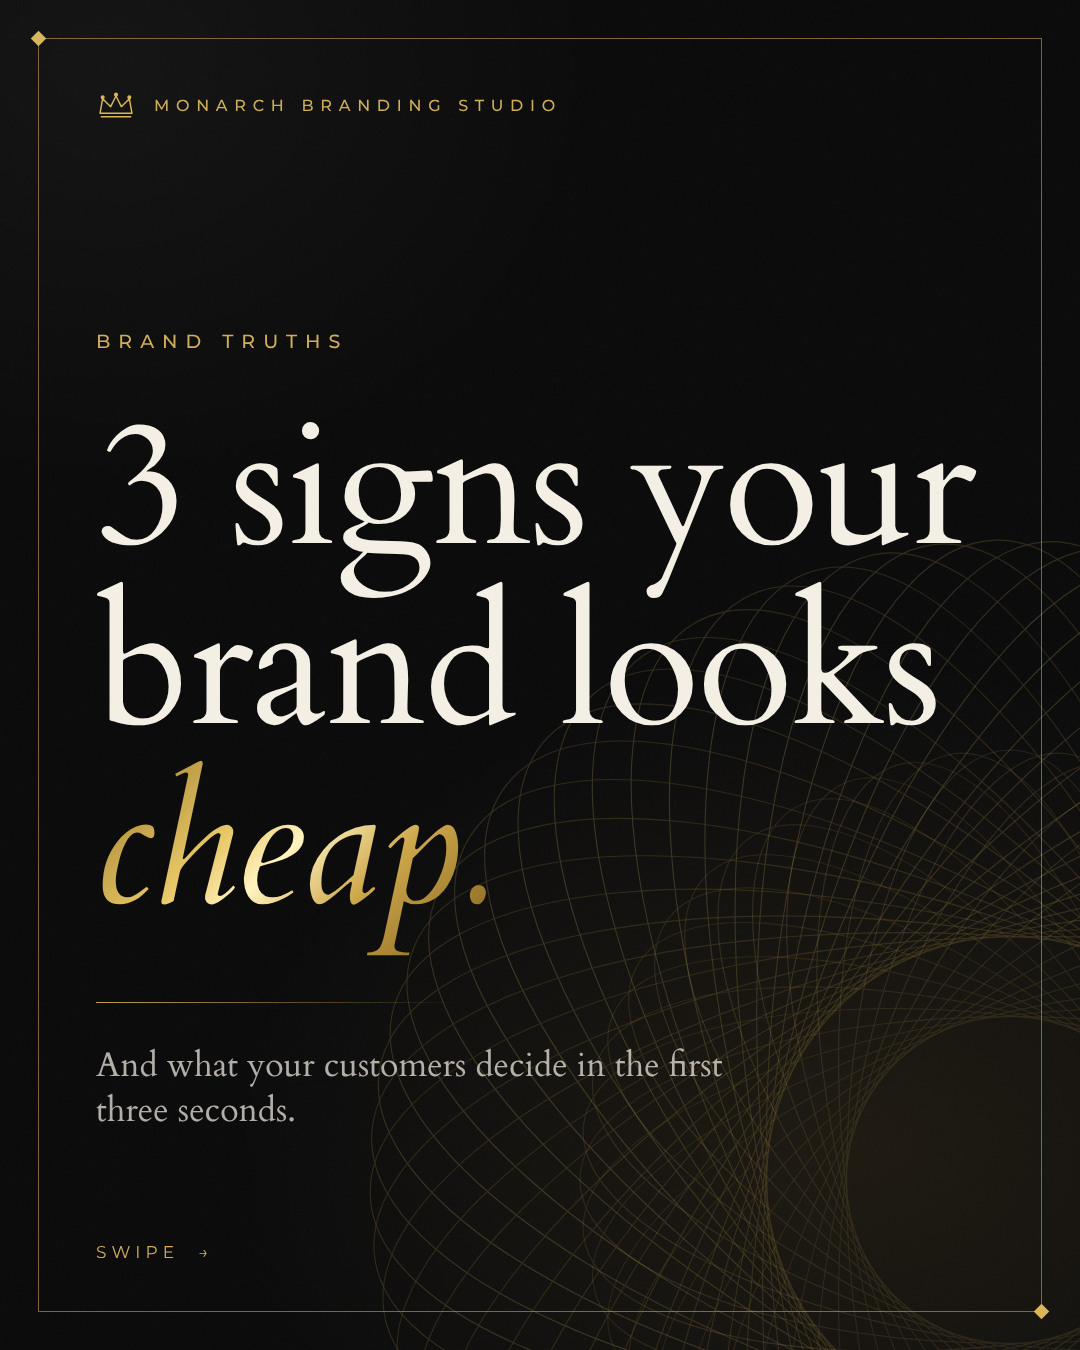 MONARCH BRANDING STUDIO
BRAND TRUTHS
3 signs your
brand looks
cheap.
And what your customers decide in the first
three seconds.
SWIPE →